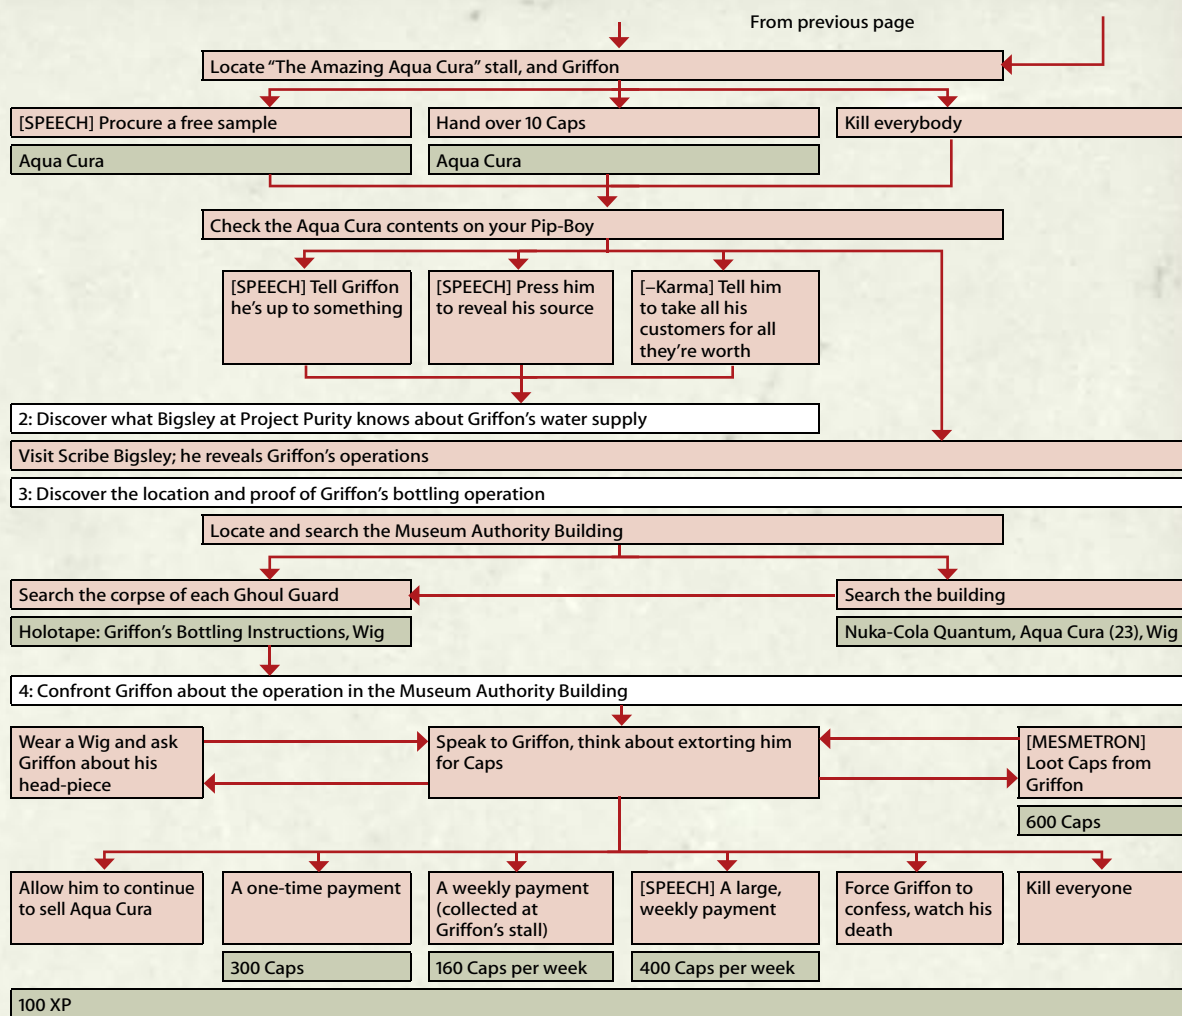 From previous page
Locate “The Amazing Aqua Cura” stall, and Griffon
[SPEECH] Procure a free sample
Hand over 10 Caps
Kill everybody
Aqua Cura
Aqua Cura
Check the Aqua Cura contents on your Pip-Boy
[SPEECH] Tell Griffon
he’s up to something
[SPEECH] Press him
to reveal his source
[–Karma] Tell him
to take all his
customers for all
they’re worth
2: Discover what Bigsley at Project Purity knows about Griffon’s water supply
Visit Scribe Bigsley; he reveals Griffon’s operations
3: Discover the location and proof of Griffon’s bottling operation
Locate and search the Museum Authority Building
Search the corpse of each Ghoul Guard
Search the building
Holotape: Griffon’s Bottling Instructions, Wig
Nuka-Cola Quantum, Aqua Cura (23), Wig
4: Confront Griffon about the operation in the Museum Authority Building
Wear a Wig and ask
Griffon about his
head-piece
Speak to Griffon, think about extorting him
for Caps
[MESMETRON]
Loot Caps from
Griffon
600 Caps
Allow him to continue
to sell Aqua Cura
A one-time payment
A weekly payment
(collected at
Griffon’s stall)
[SPEECH] A large,
weekly payment
Force Griffon to
confess, watch his
death
Kill everyone
300 Caps
160 Caps per week
400 Caps per week
100 XP